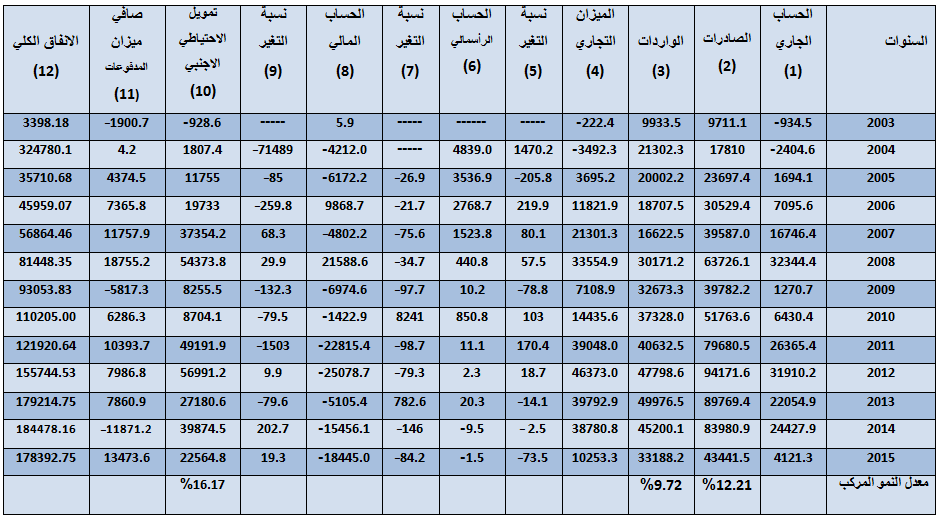 السنوات | الحساب الجاري (1) | الصادرات (2) | الواردات (3) | الميزان التجاري (4) | نسبة التغير (5) | الحساب الرأسمالي (6) | نسبة التغير (7) | الحساب المالي (8) | نسبة التغير (9) | تمويل الاحتياطي الاجنبي (10) | صافي ميزان المدفوعات (11) | الانفاق الكلي (12)
2003 | -934.5 | 9711.1 | 9933.5 | -222.4 | ----- | ------ | ----- | 5.9 | ----- | -928.6 | –1900.7 | 3398.18
2004 | -2404.6 | 17810 | 21302.3 | -3492.3 | 1470.2 | 4839.0 | ----- | -4212.0 | –71489 | 1807.4 | 4.2 | 324780.1
2005 | 1694.1 | 23697.4 | 20002.2 | 3695.2 | –205.8 | 3536.9 | –26.9 | -6172.2 | –85 | 11755 | 4374.5 | 35710.68
2006 | 7095.6 | 30529.4 | 18707.5 | 11821.9 | 219.9 | 2768.7 | –21.7 | 9868.7 | –259.8 | 19733 | 7365.8 | 45959.07
2007 | 16746.4 | 39587.0 | 16622.5 | 21301.3 | 80.1 | 1523.8 | –75.6 | –4802.2 | 68.3 | 37354.2 | 11757.9 | 56864.46
2008 | 32344.4 | 63726.1 | 30171.2 | 33554.9 | 57.5 | 440.8 | –34.7 | 21588.6 | 29.9 | 54373.8 | 18755.2 | 81448.35
2009 | 1270.7 | 39782.2 | 32673.3 | 7108.9 | –78.8 | 10.2 | –97.7 | -6974.6 | –132.3 | 8255.5 | –5817.3 | 93053.83
2010 | 6430.4 | 51763.6 | 37328.0 | 14435.6 | 103 | 850.8 | 8241 | -1422.9 | –79.5 | 8704.1 | 6286.3 | 110205.00
2011 | 26365.4 | 79680.5 | 40632.5 | 39048.0 | 170.4 | 11.1 | –98.7 | -22815.4 | –1503 | 49191.9 | 10393.7 | 121920.64
2012 | 31910.2 | 94171.6 | 47798.6 | 46373.0 | 18.7 | 2.3 | –79.3 | -25078.7 | 9.9 | 56991.2 | 7986.8 | 155744.53
2013 | 22054.9 | 89769.4 | 49976.5 | 39792.9 | –14.1 | 20.3 | 782.6 | -5105.4 | –79.6 | 27180.6 | 7860.9 | 179214.75
2014 | 24427.9 | 83980.9 | 45200.1 | 38780.8 | – 2.5 | -9.5 | –146 | -15456.1 | 202.7 | 39874.5 | –11871.2 | 184478.16
2015 | 4121.3 | 43441.5 | 33188.2 | 10253.3 | –73.5 | -1.5 | –84.2 | -18445.0 | 19.3 | 22564.8 | 13473.6 | 178392.75
معدل النمو المركب | %12.21 | %9.72 | %16.17